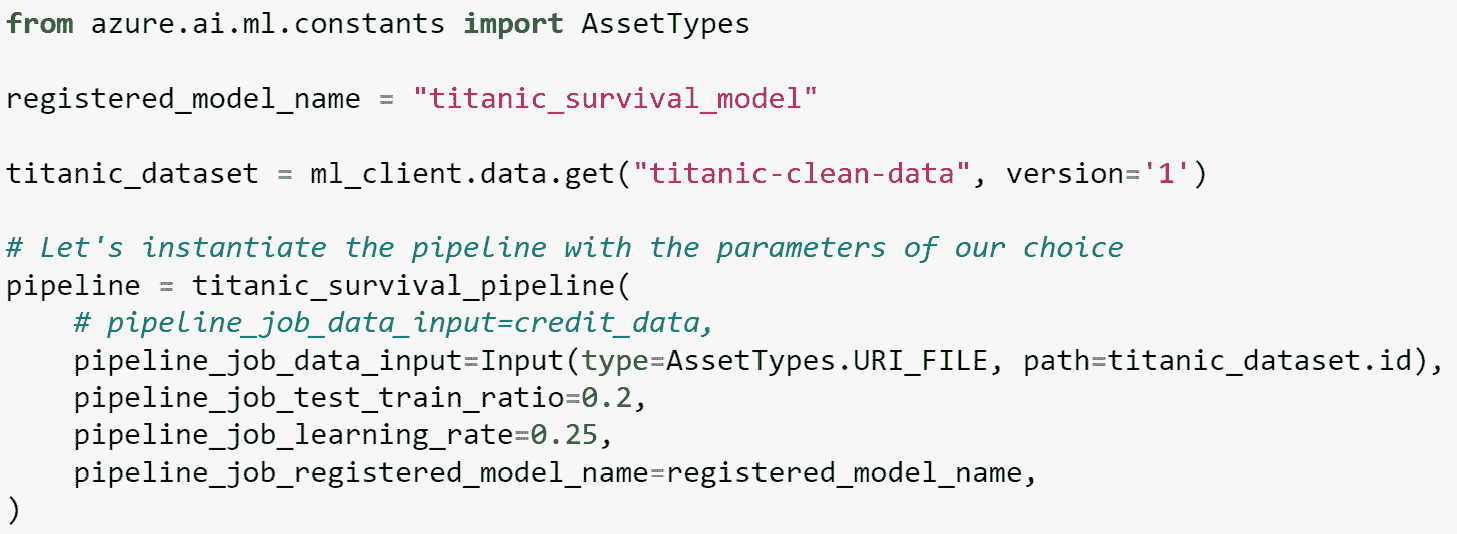 from azure.ai.ml.constants import AssetTypes
registered_model_name = "titanic_survival_model"
titanic_dataset = ml_client.data.get("titanic-clean-data", version='1')
# Let's instantiate the pipeline with the parameters of our choice
pipeline = titanic_survival_pipeline(
    # pipeline_job_data_input=credit_data,
    pipeline_job_data_input=Input(type=AssetTypes.URI_FILE, path=titanic_dataset.id),
    pipeline_job_test_train_ratio=0.2,
    pipeline_job_learning_rate=0.25,
    pipeline_job_registered_model_name=registered_model_name,
)